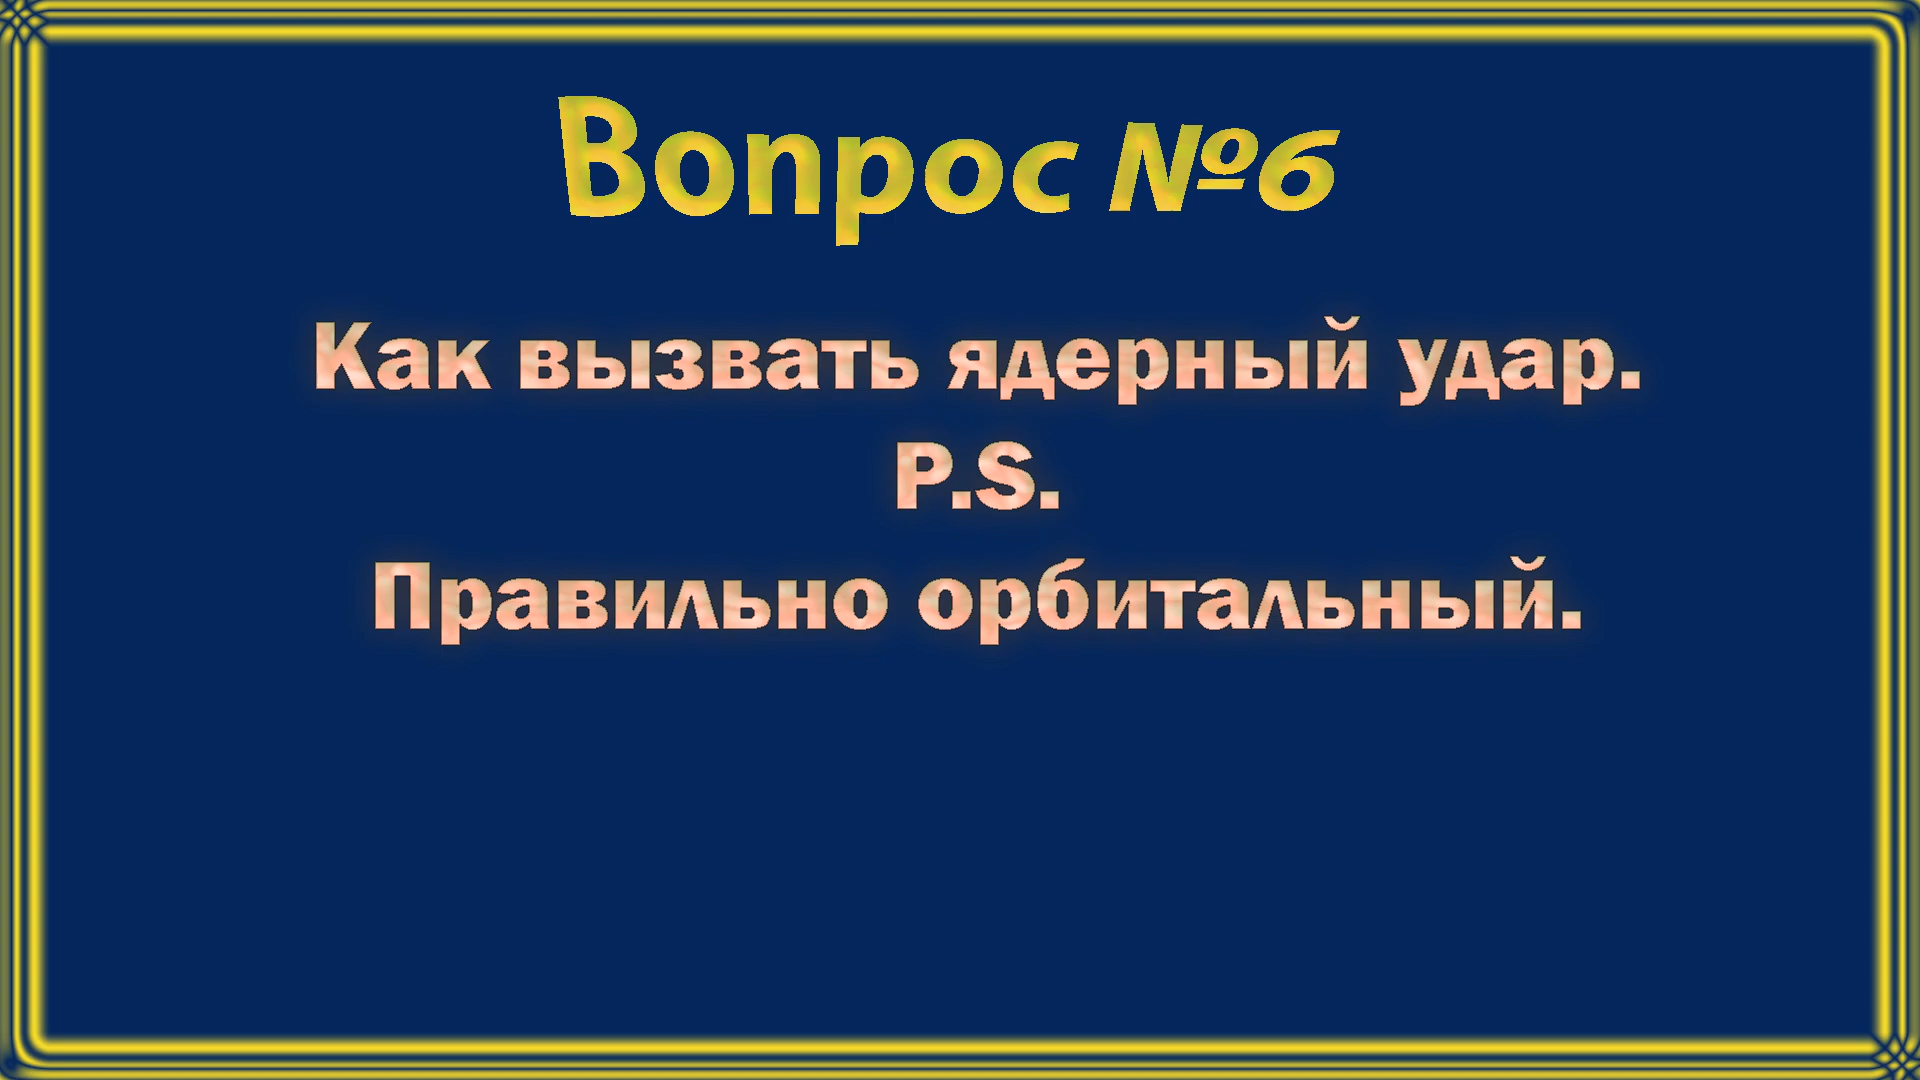 Вопрос №6
Как вызвать ядерный удар.
P.S.
Правильно орбитальный.